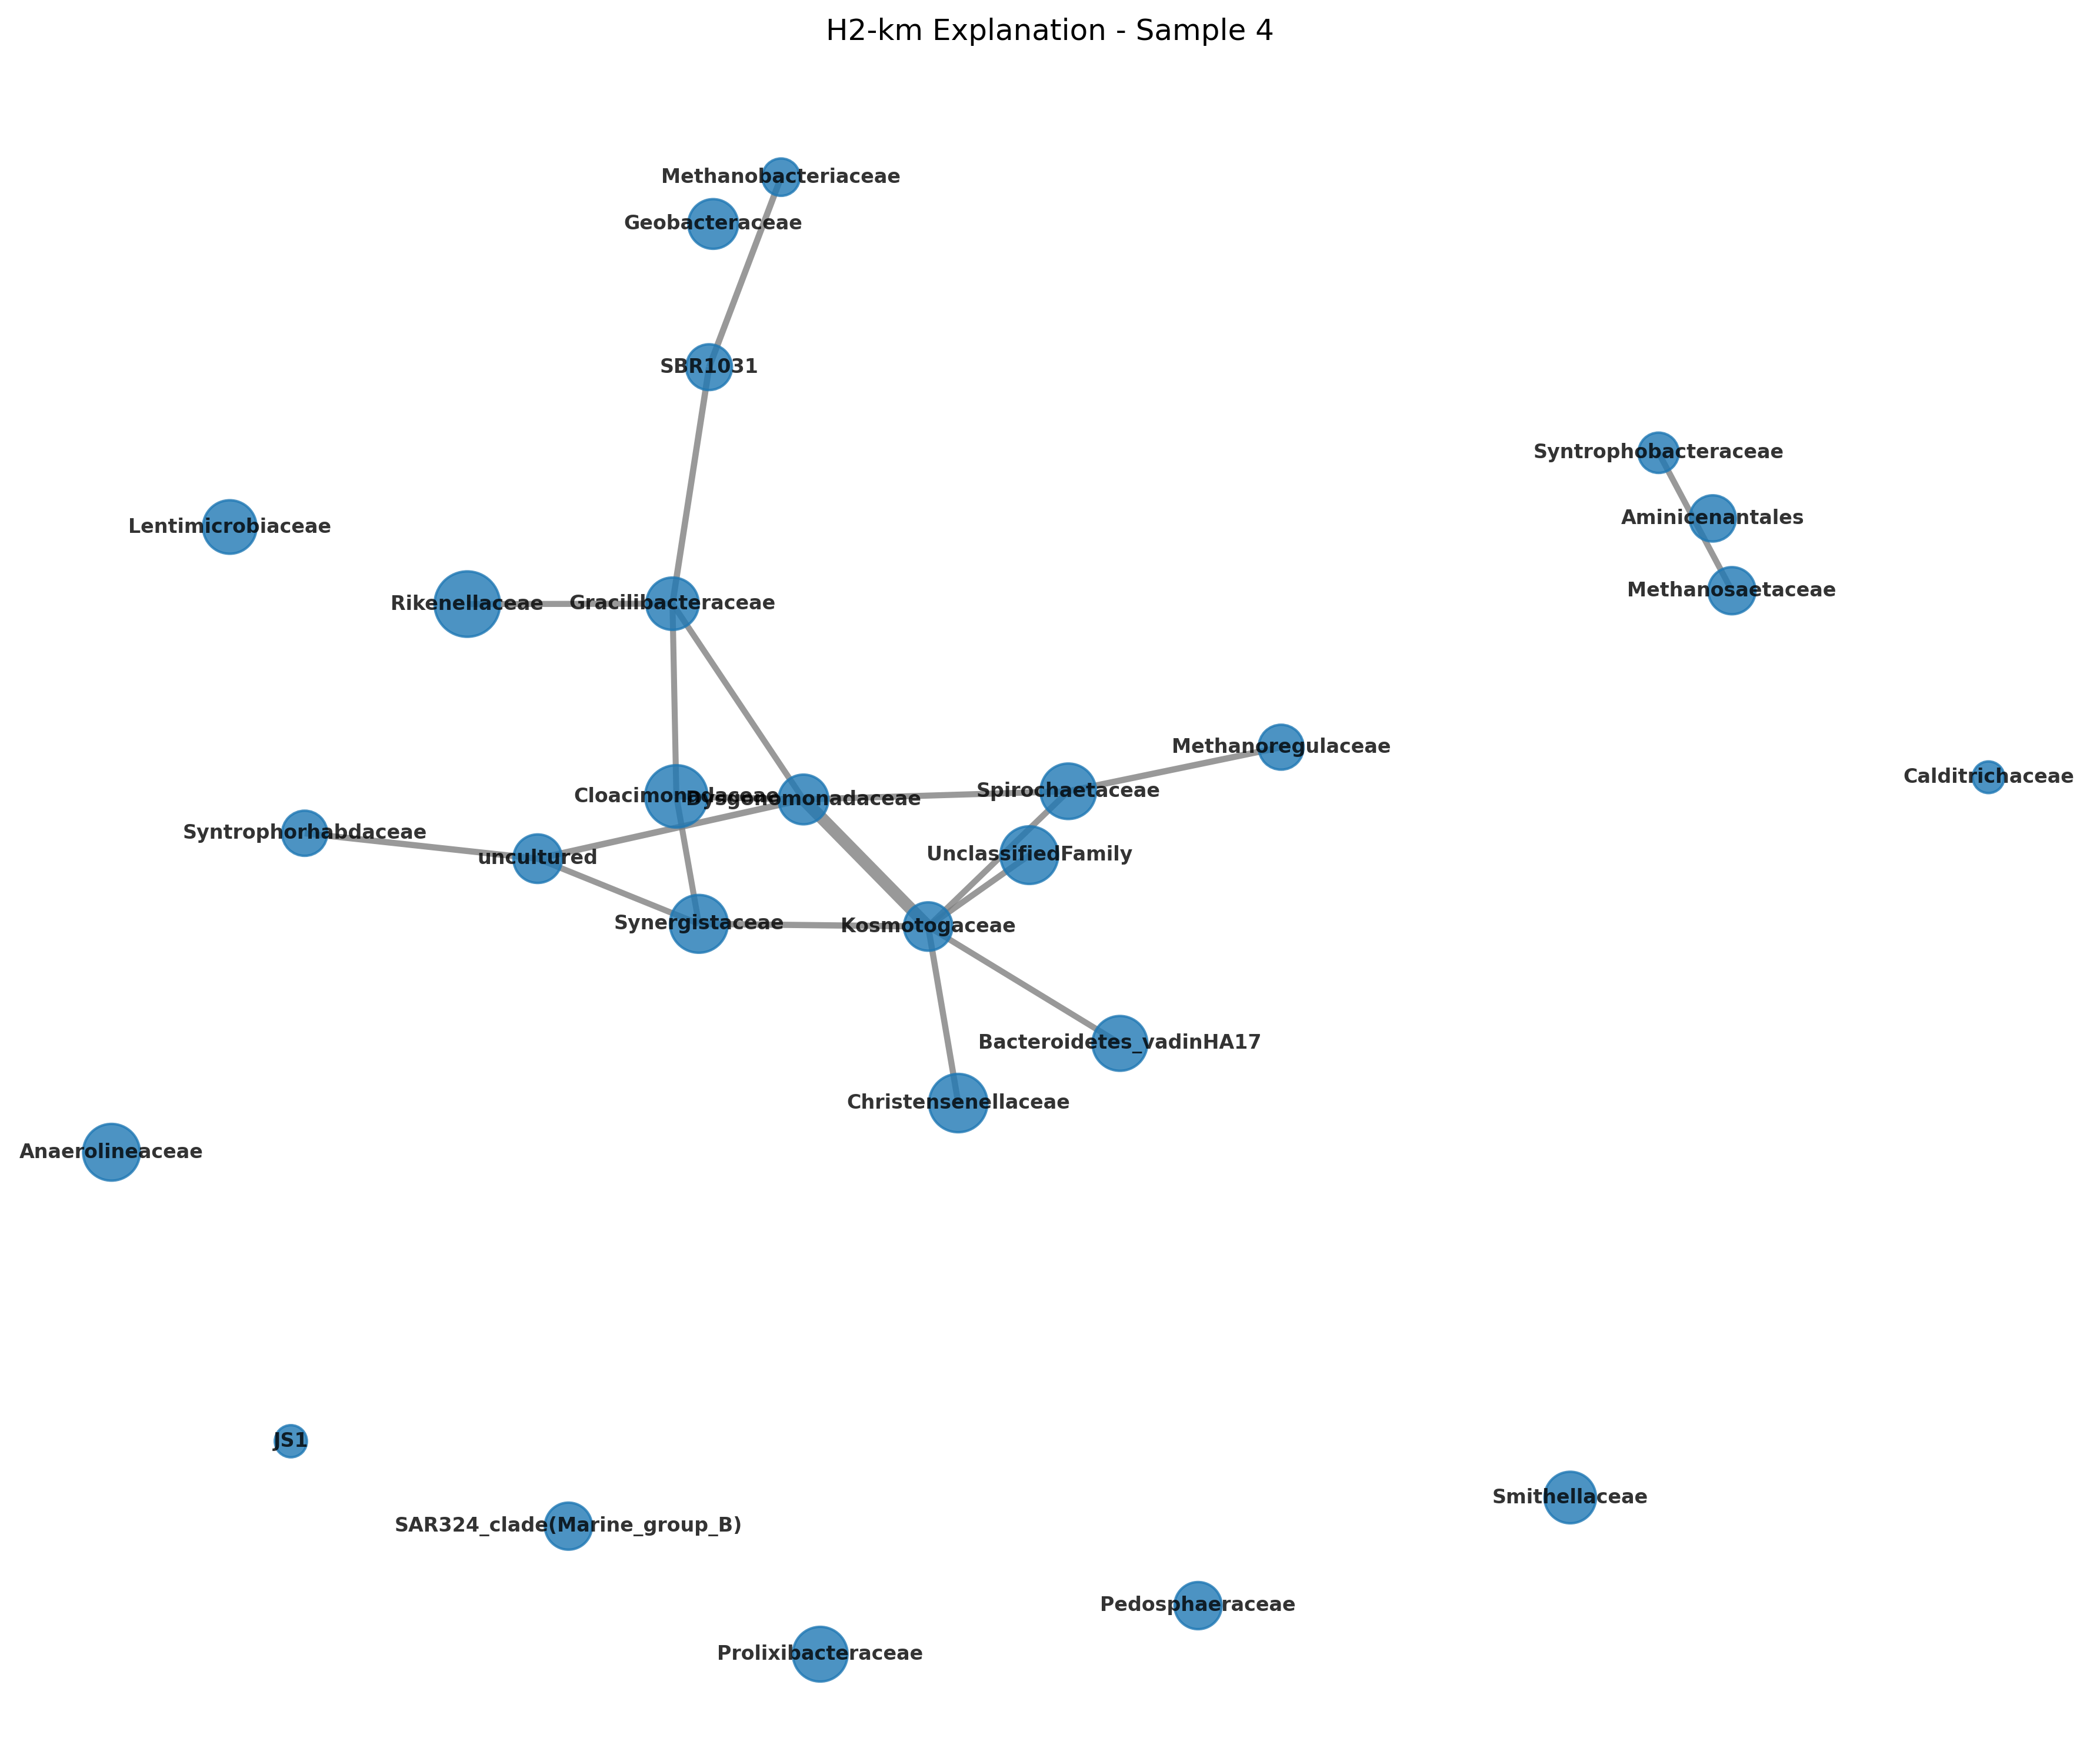 H2-km Explanation - Sample 4
Methanobacteriaceae
Geobacteraceae
SBR1031
Syntrophobacteraceae
Aminicenantales
Lentimicrobiaceae
Methanosaetaceae
Rikenellaceae
Gracilibacteraceae
Methanoregulaceae
Calditrichaceae
Spirochaetaceae
Cloacimonadaceae
Dysgonomonadaceae
Syntrophorhabdaceae
uncultured
UnclassifiedFamily
Synergistaceae
Kosmotogaceae
Bacteroidetes_vadinHA17
Christensenellaceae
Anaerolineaceae
JS1
Smithellaceae
SAR324_clade(Marine_group_B)
Pedosphaeraceae
Prolixibacteraceae